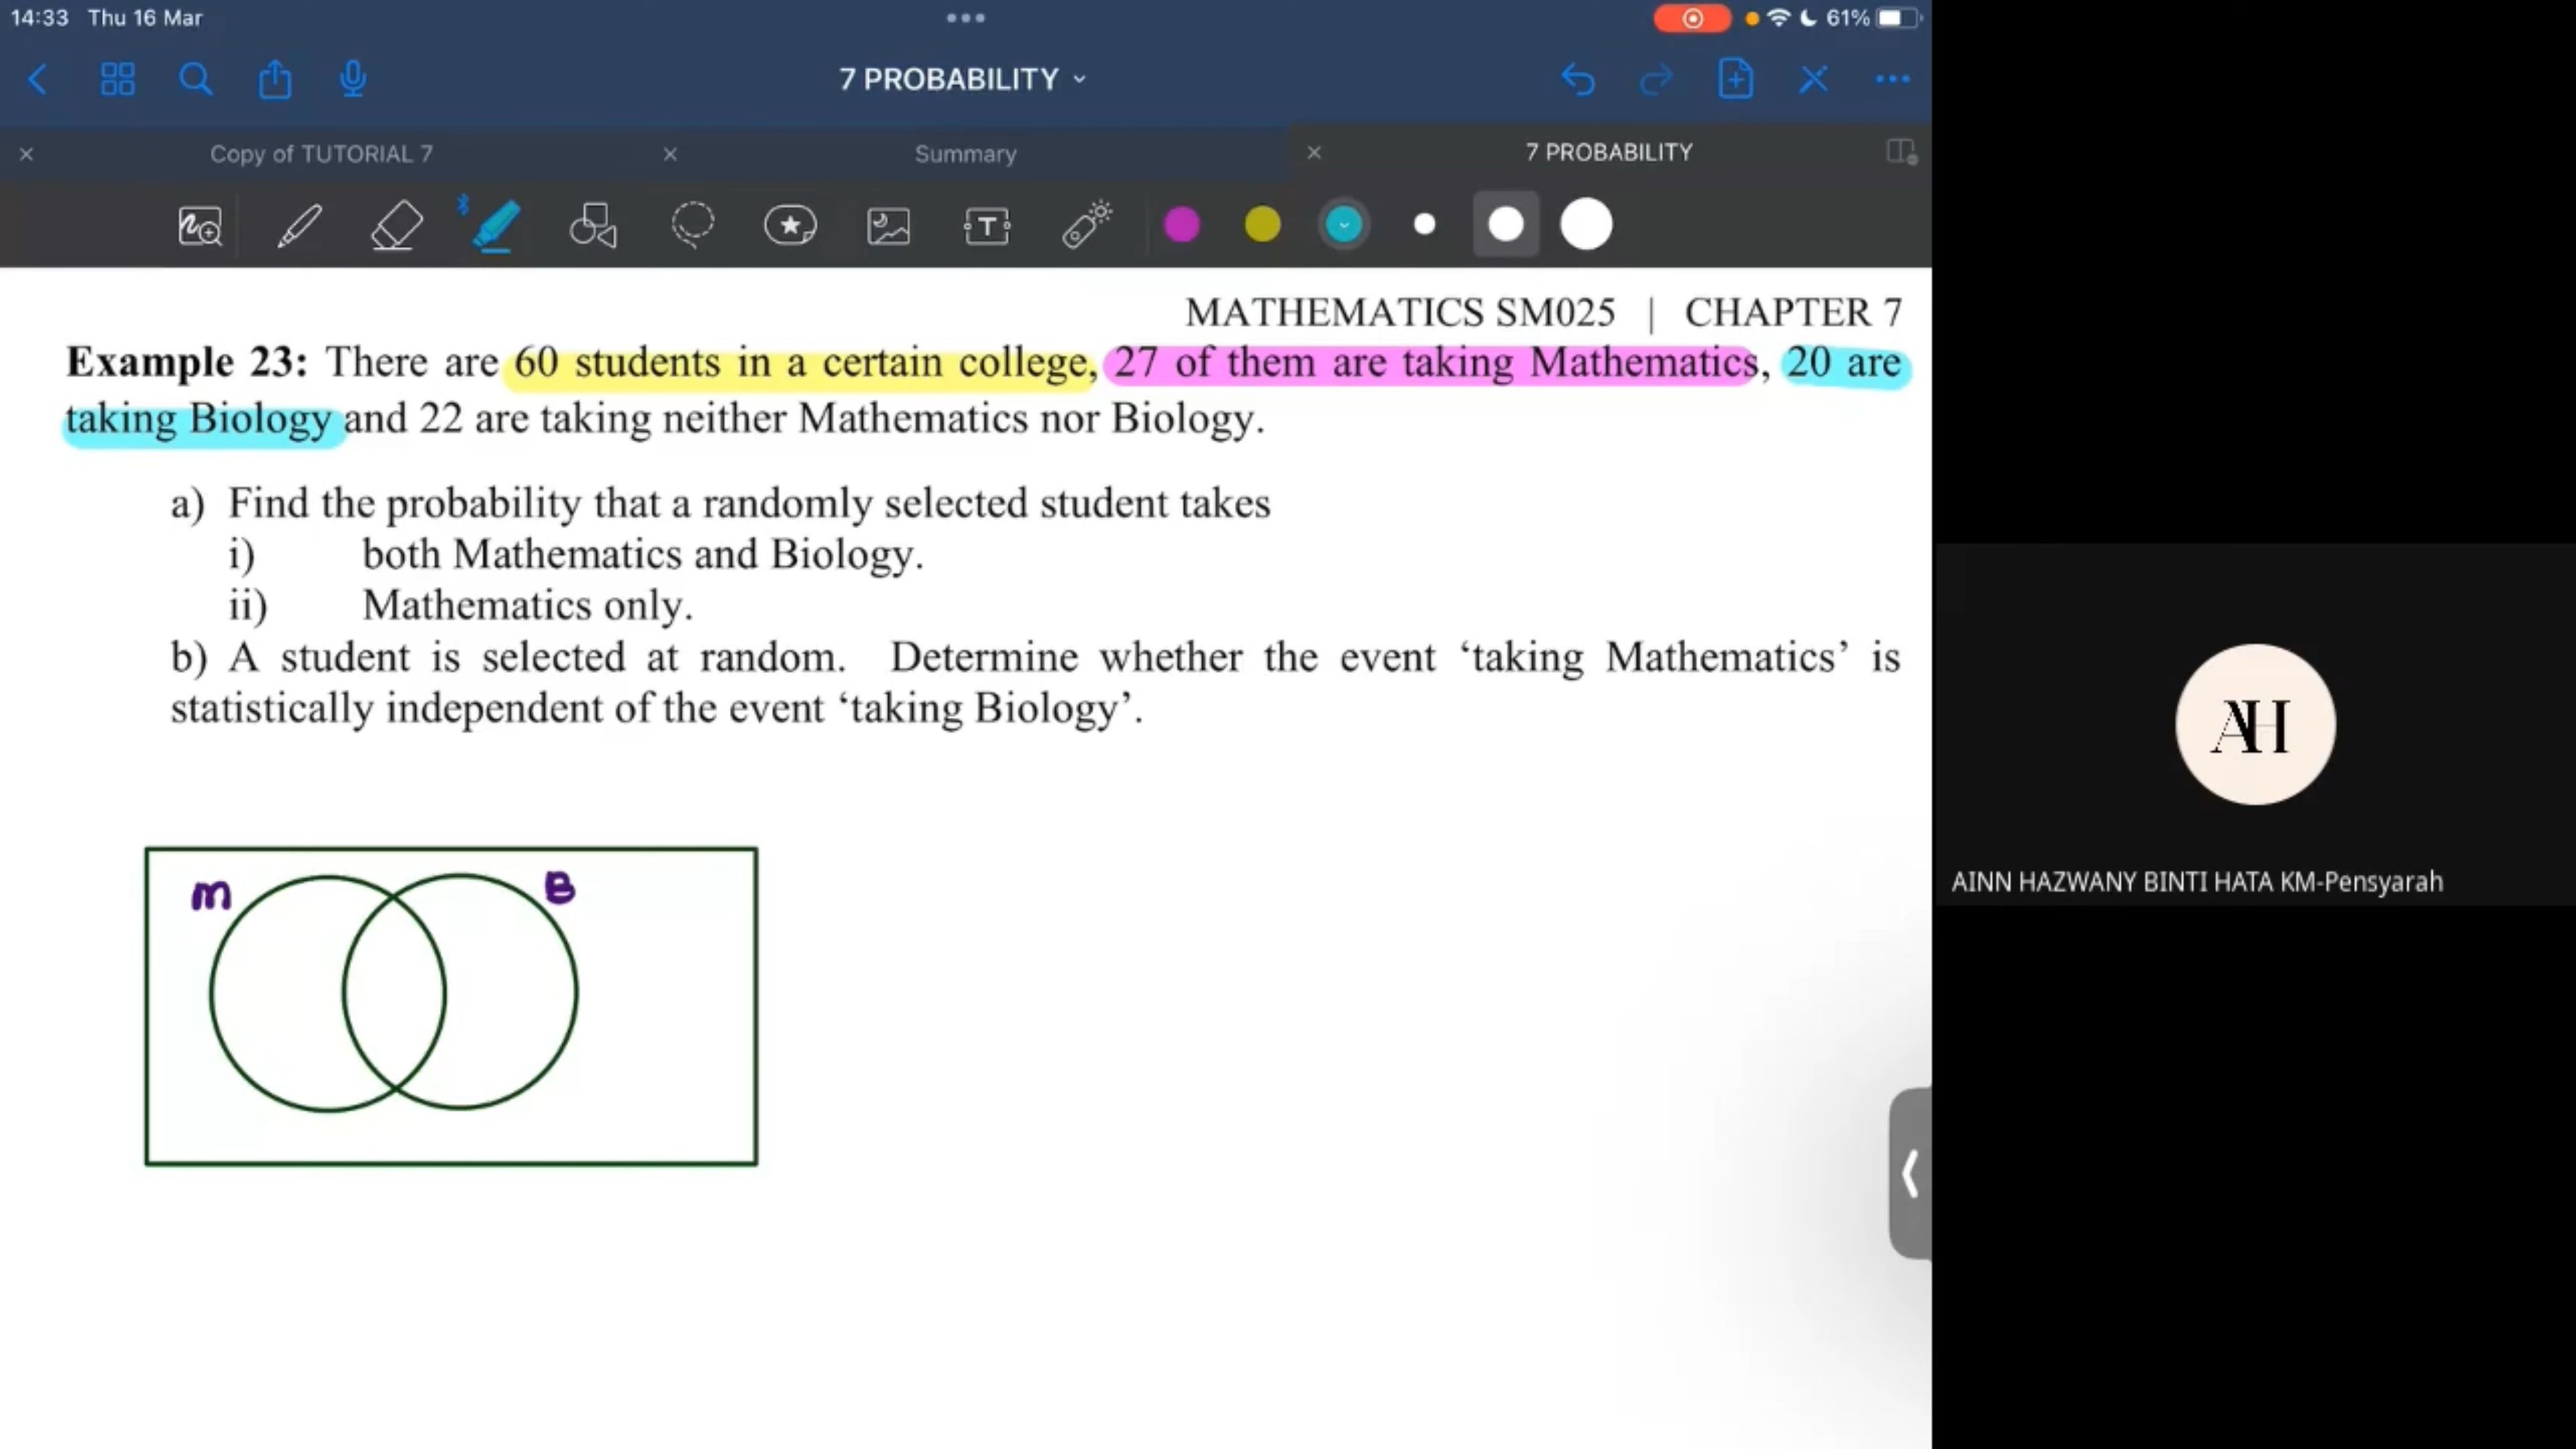 14:33 Thu 16 Mar
61%
7 PROBABILITY
Copy of TUTORIAL 7
Summary
7 PROBABILITY
T
MATHEMATICS SM025 | CHAPTER 7
Example 23: There are 60 students in a certain college, 27 of them are taking Mathematics, 20 are
taking Biology and 22 are taking neither Mathematics nor Biology.
a) Find the probability that a randomly selected student takes
i) both Mathematics and Biology.
ii) Mathematics only.
b) A student is selected at random. Determine whether the event ‘taking Mathematics’ is
statistically independent of the event ‘taking Biology’.
M
B
AH
AINN HAZWANY BINTI HATA KM-Pensyarah